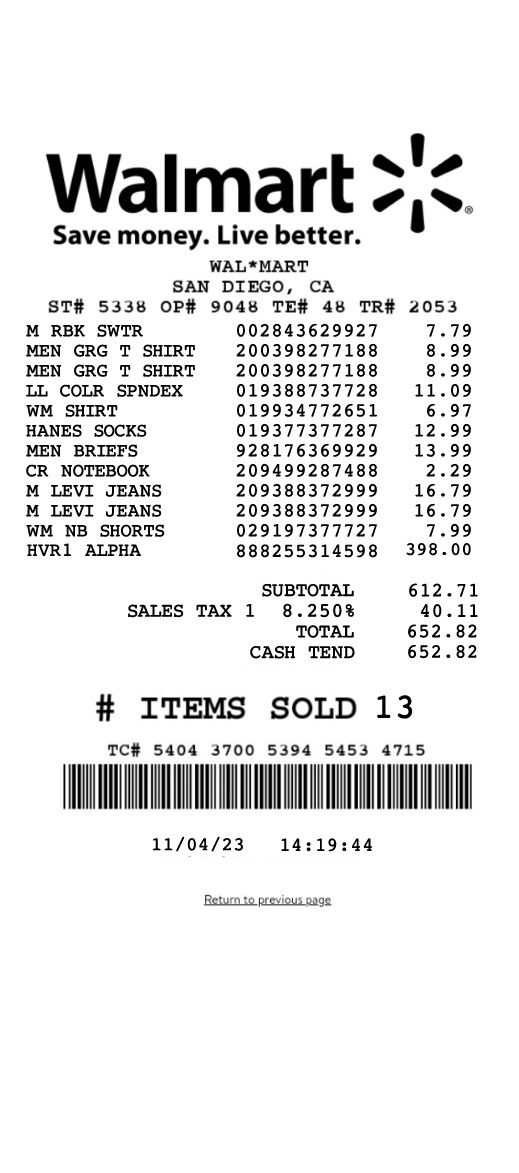 Walmart
®
Save money. Live better.
WAL*MART
SAN DIEGO, CA
ST# 5338 OP# 9048 TE# 48 TR# 2053
M RBK SWTR 002843629927 7.79
MEN GRG T SHIRT 200398277188 8.99
MEN GRG T SHIRT 200398277188 8.99
LL COLR SPNDEX 019388737728 11.09
WM SHIRT 019934772651 6.97
HANES SOCKS 019377377287 12.99
MEN BRIEFS 928176369929 13.99
CR NOTEBOOK 209499287488 2.29
M LEVI JEANS 209388372999 16.79
M LEVI JEANS 209388372999 16.79
WM NB SHORTS 029197377727 7.99
HVR1 ALPHA 888255314598 398.00
SUBTOTAL 612.71
SALES TAX 1 8.250% 40.11
TOTAL 652.82
CASH TEND 652.82
# ITEMS SOLD 13
TC# 5404 3700 5394 5453 4715
11/04/23 14:19:44
Return to previous page